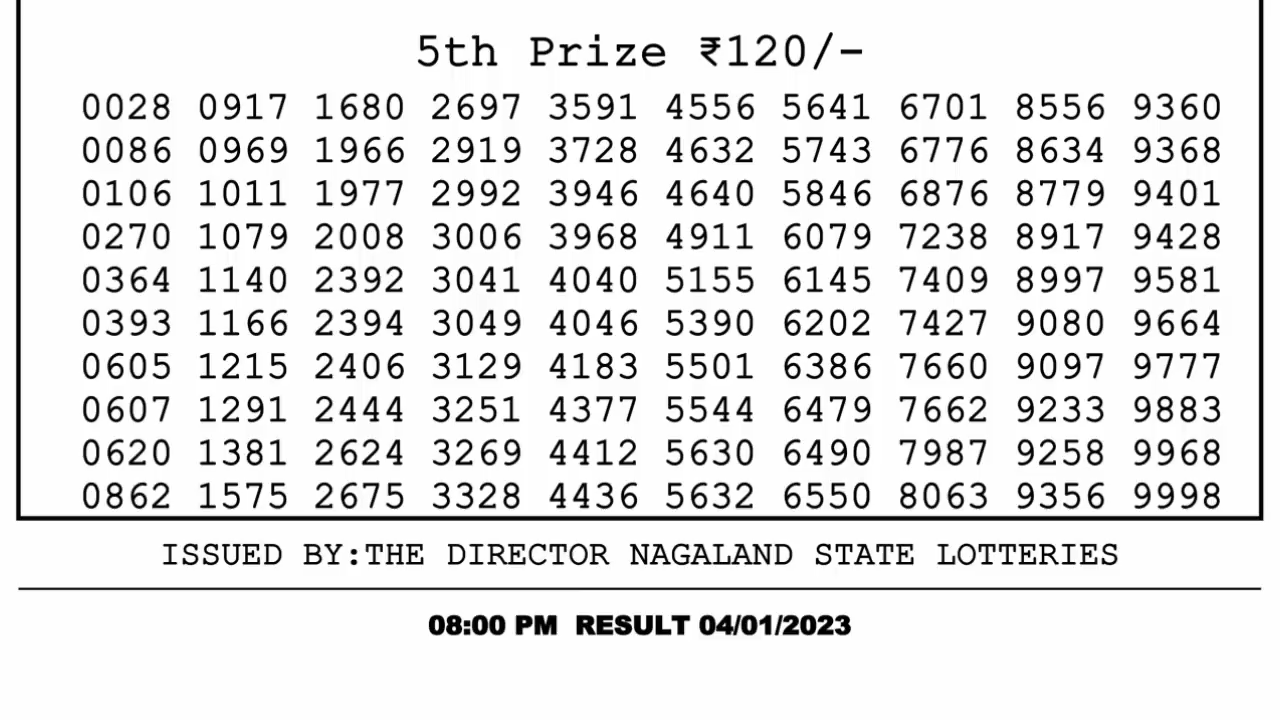 5th Prize ₹120/-
0028 0917 1680 2697 3591 4556 5641 6701 8556 9360
0086 0969 1966 2919 3728 4632 5743 6776 8634 9368
0106 1011 1977 2992 3946 4640 5846 6876 8779 9401
0270 1079 2008 3006 3968 4911 6079 7238 8917 9428
0364 1140 2392 3041 4040 5155 6145 7409 8997 9581
0393 1166 2394 3049 4046 5390 6202 7427 9080 9664
0605 1215 2406 3129 4183 5501 6386 7660 9097 9777
0607 1291 2444 3251 4377 5544 6479 7662 9233 9883
0620 1381 2624 3269 4412 5630 6490 7987 9258 9968
0862 1575 2675 3328 4436 5632 6550 8063 9356 9998
ISSUED BY:THE DIRECTOR NAGALAND STATE LOTTERIES
08:00 PM RESULT 04/01/2023